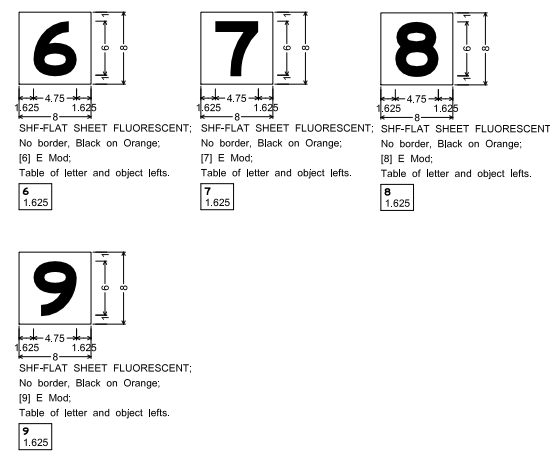 6
1
6
8
1
4.75
1.625 1.625
8
SHF-FLAT SHEET FLUORESCENT;
No border, Black on Orange;
[6] E Mod;
Table of letter and object lefts.
6
1.625
7
1
6
8
1
4.75
1.625 1.625
8
SHF-FLAT SHEET FLUORESCENT;
No border, Black on Orange;
[7] E Mod;
Table of letter and object lefts.
7
1.625
8
1
6
8
1
4.75
1.625 1.625
8
SHF-FLAT SHEET FLUORESCENT
No border, Black on Orange;
[8] E Mod;
Table of letter and object lefts.
8
1.625
9
1
6
8
1
4.75
1.625 1.625
8
SHF-FLAT SHEET FLUORESCENT;
No border, Black on Orange;
[9] E Mod;
Table of letter and object lefts.
9
1.625